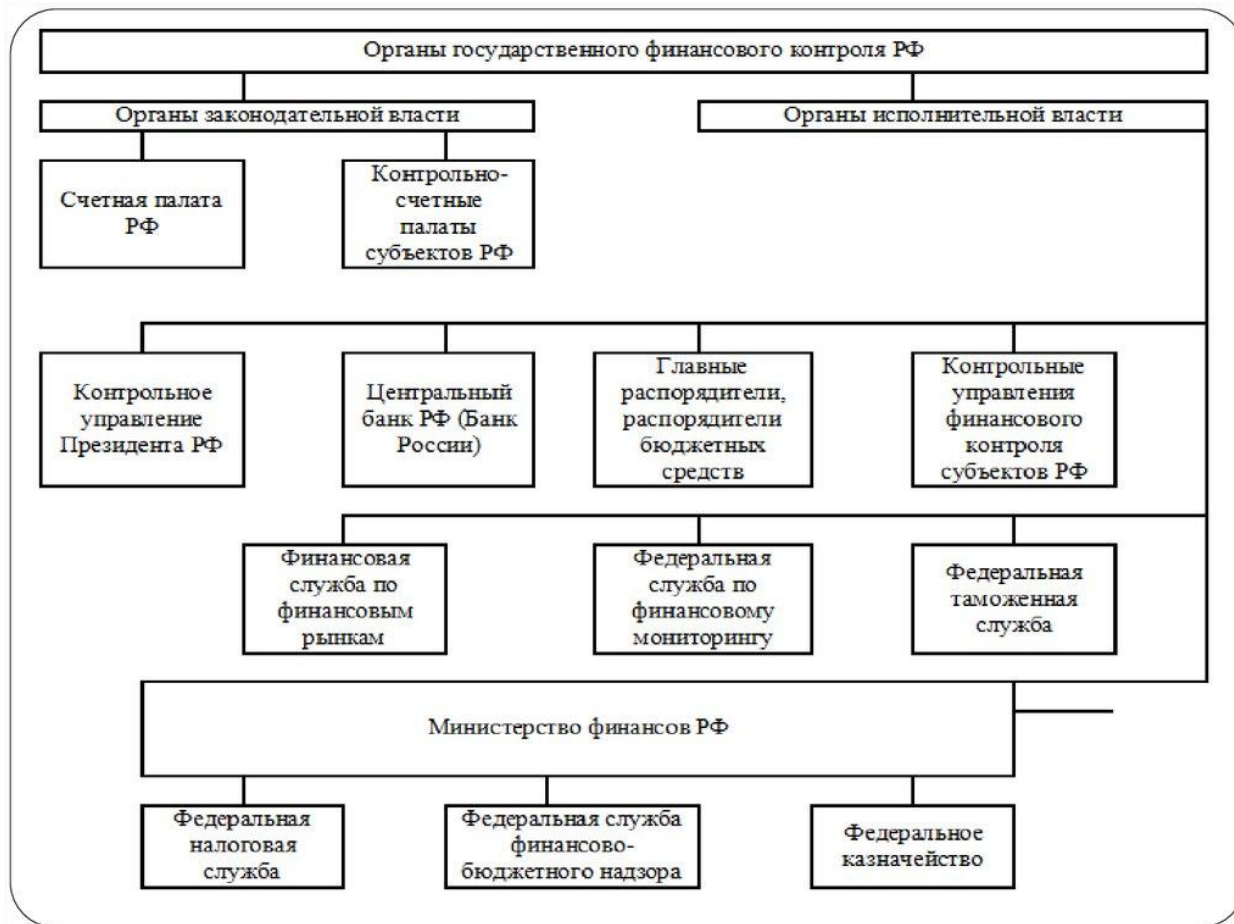 Органы государственного финансового контроля РФ
Органы законодательной власти
Органы исполнительной власти
Счетная палата
РФ
Контрольно-
счетные
палаты
субъектов РФ
Контрольное
управление
Президента РФ
Центральный
банк РФ (Банк
России)
Главные
распорядители,
распорядители
бюджетных
средств
Контрольные
управления
финансового
контроля
субъектов РФ
Финансовая
служба по
финансовым
рынкам
Федеральная
служба по
финансовому
мониторингу
Федеральная
таможенная
служба
Министерство финансов РФ
Федеральная
налоговая
служба
Федеральная служба
финансово-
бюджетного надзора
Федеральное
казначейство